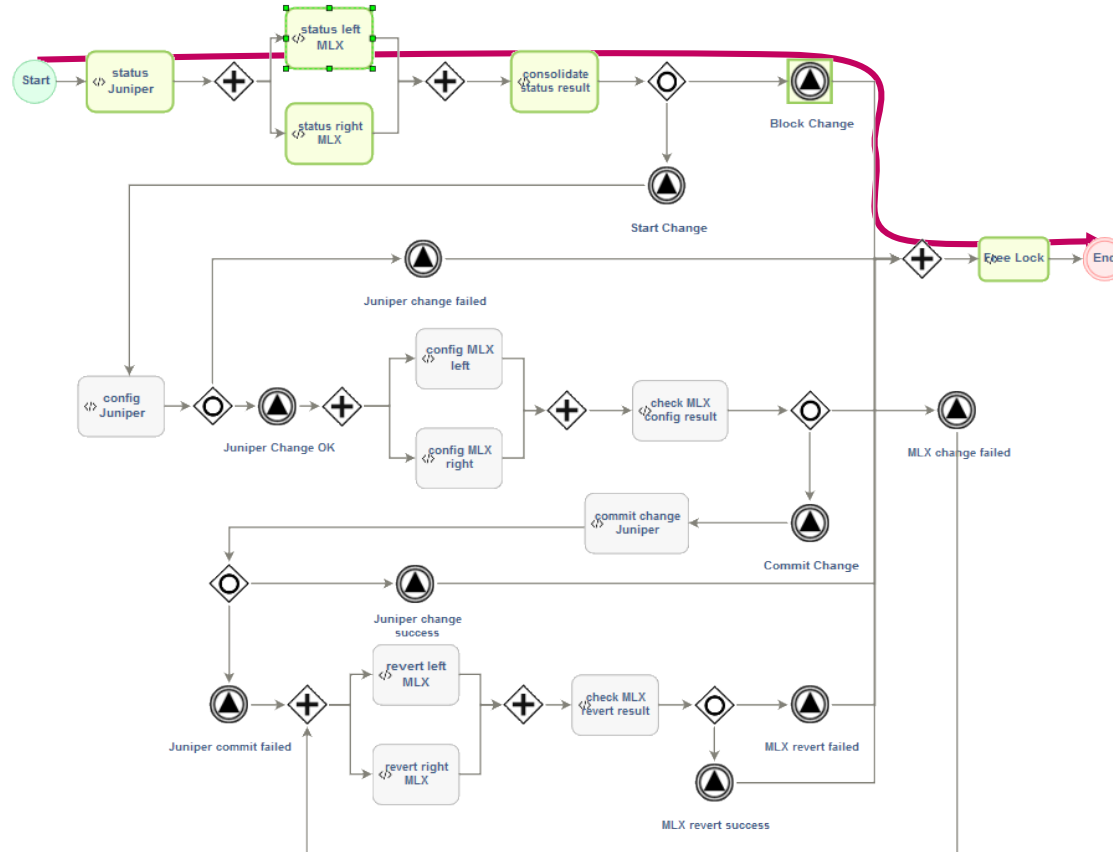 status left
MLX
Start
status
Juniper
consolidate
status result
Block Change
status right
MLX
Start Change
Free Lock
End
Juniper change failed
config MLX
left
config
Juniper
Juniper Change OK
check MLX
config result
config MLX
right
MLX change failed
commit change
Juniper
Commit Change
Juniper change
success
revert left
MLX
check MLX
revert result
Juniper commit failed
MLX revert failed
revert right
MLX
MLX revert success